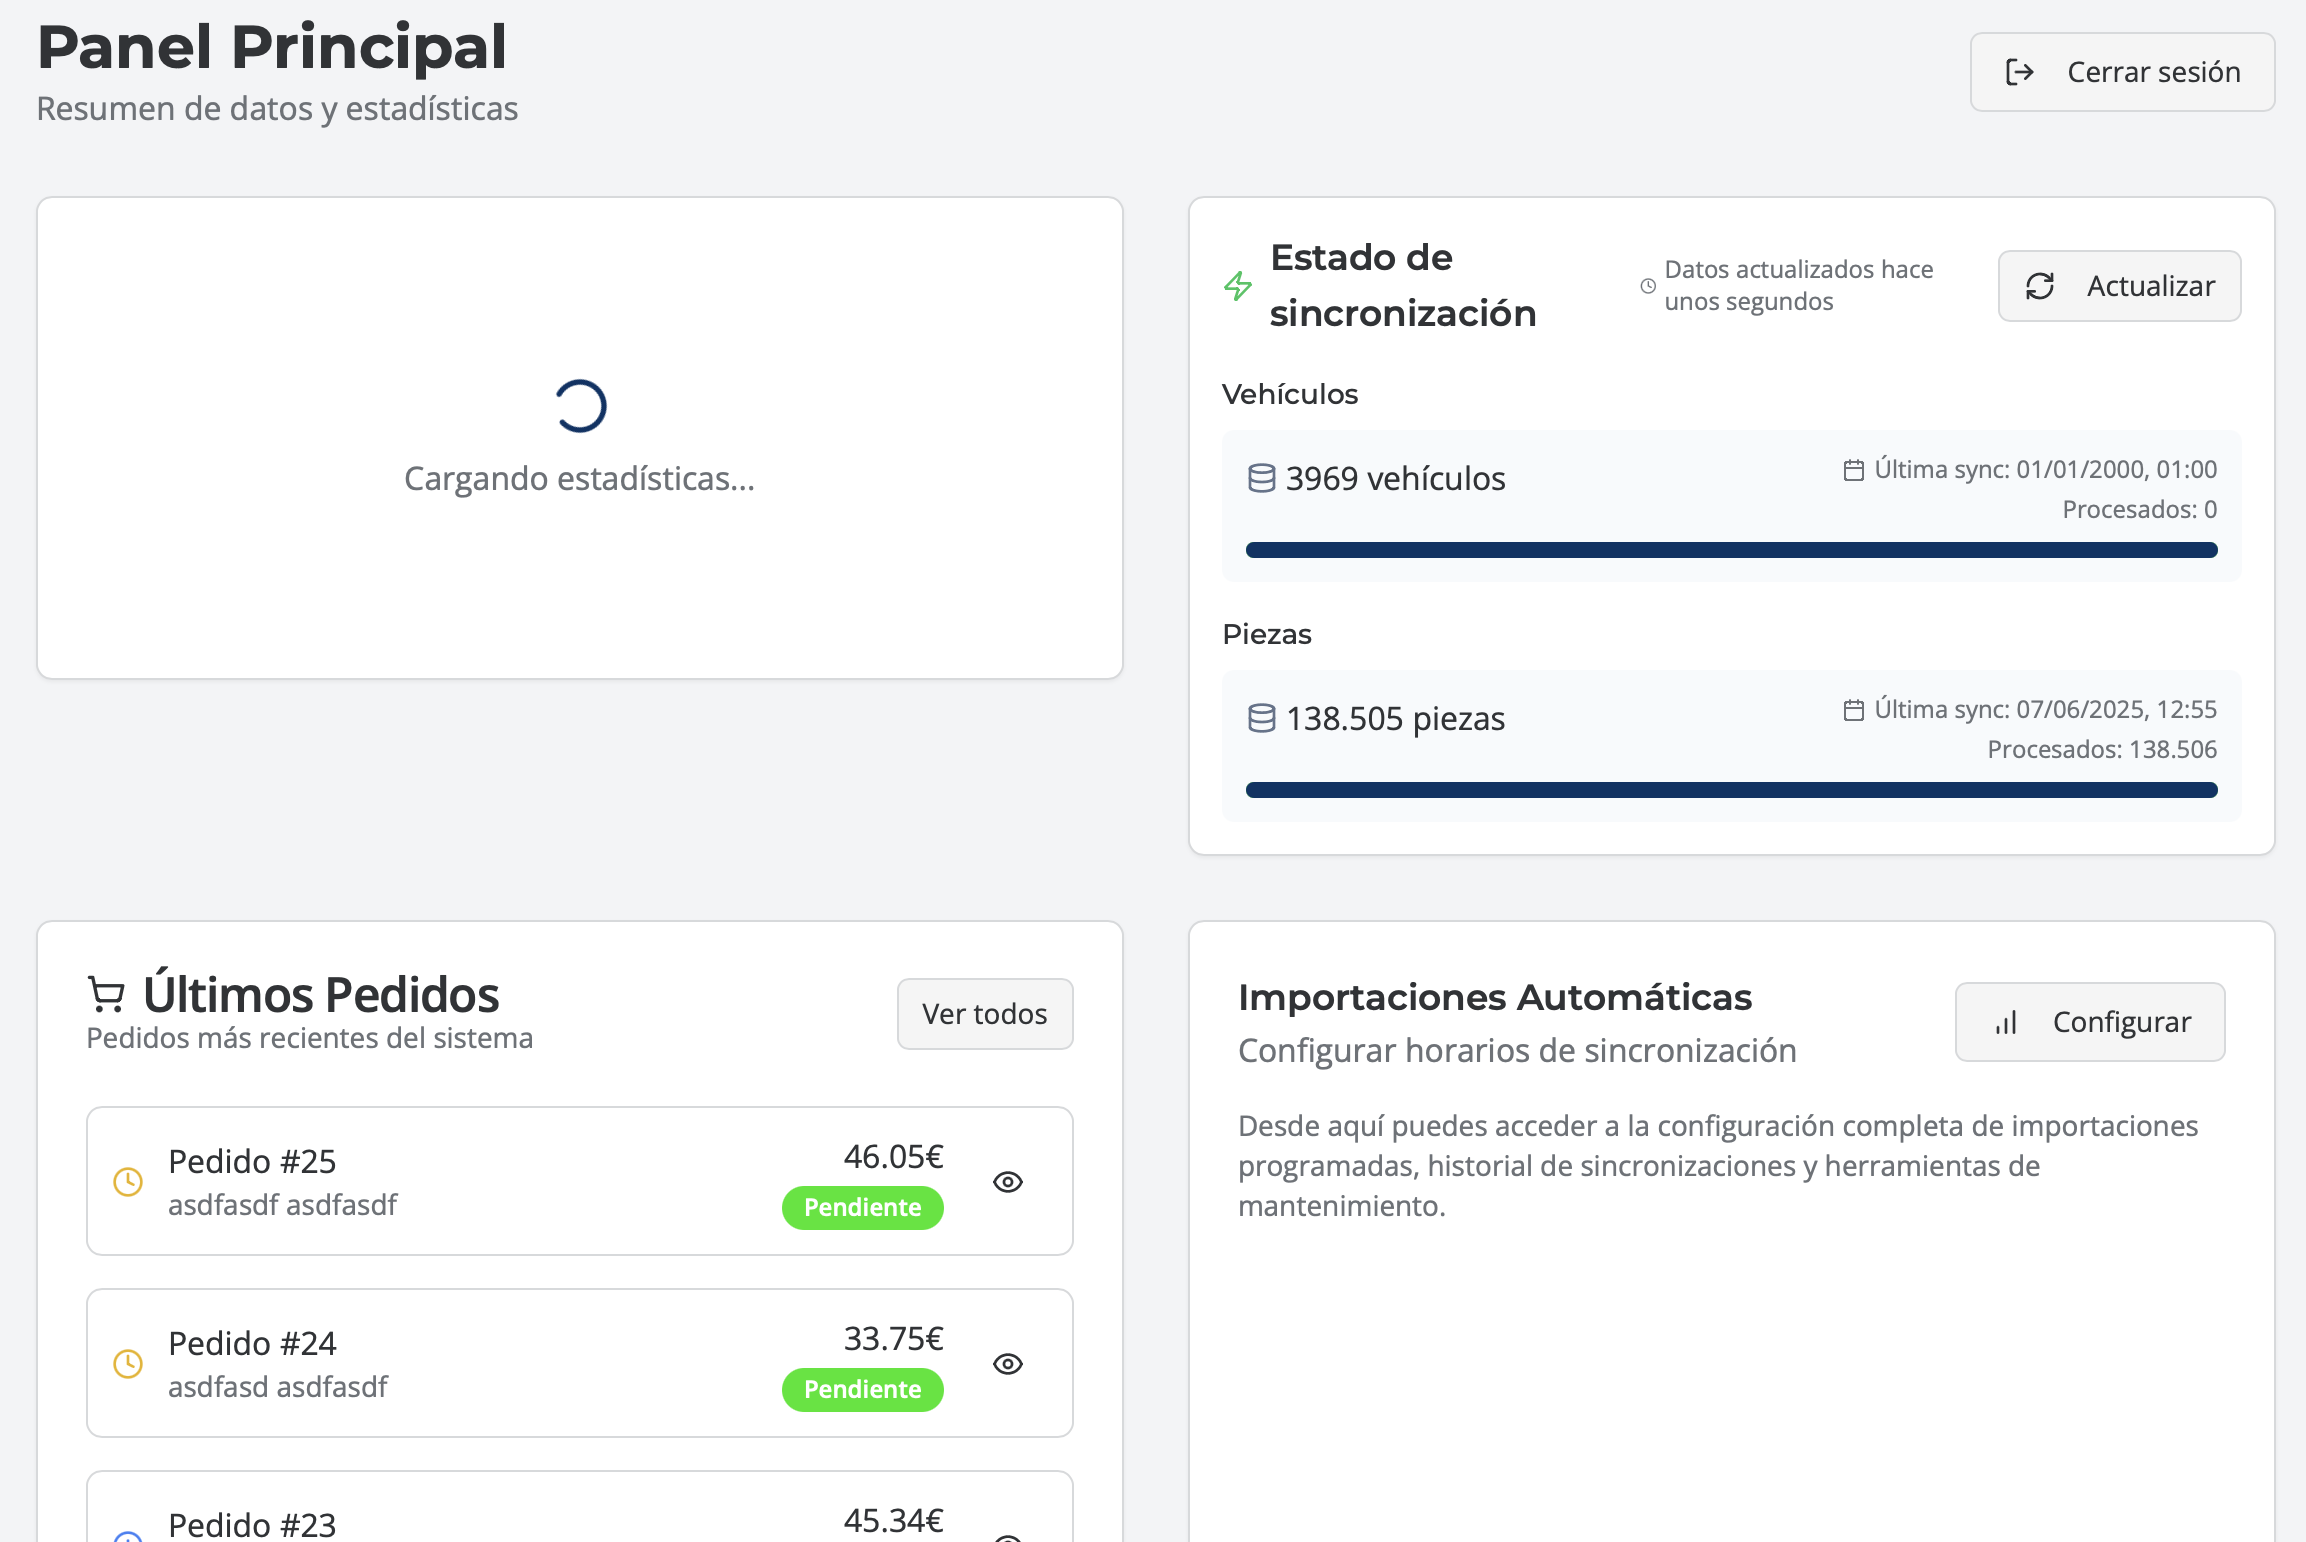 Panel Principal
Resumen de datos y estadísticas
Cerrar sesión
Cargando estadísticas...
Estado de
sincronización
Datos actualizados hace
unos segundos
Actualizar
Vehículos
3969 vehículos
Última sync: 01/01/2000, 01:00
Procesados: 0
Piezas
138.505 piezas
Última sync: 07/06/2025, 12:55
Procesados: 138.506
Últimos Pedidos
Pedidos más recientes del sistema
Ver todos
Pedido #25
asdfasdf asdfasdf
46.05€
Pendiente
Pedido #24
asdfasd asdfasdf
33.75€
Pendiente
Pedido #23
45.34€
Importaciones Automáticas
Configurar horarios de sincronización
Configurar
Desde aquí puedes acceder a la configuración completa de importaciones
programadas, historial de sincronizaciones y herramientas de
mantenimiento.